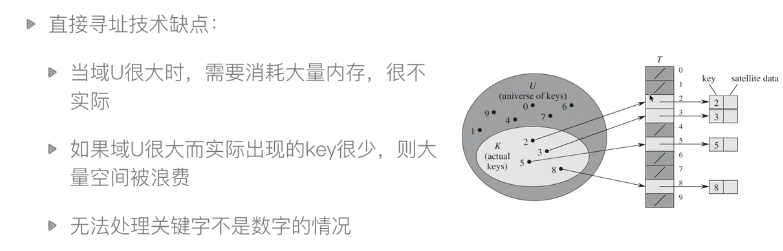 直接寻址技术缺点：
当域U很大时，需要消耗大量内存，很不
实际
如果域U很大而实际出现的key很少，则大
量空间被浪费
无法处理关键字不是数字的情况
U
(universe of keys)
0
6
9
4
7
1
K
(actual
keys)
2
3
5
8
T
0
1
2
3
4
5
6
7
8
9
key
satellite data
2
3
5
8